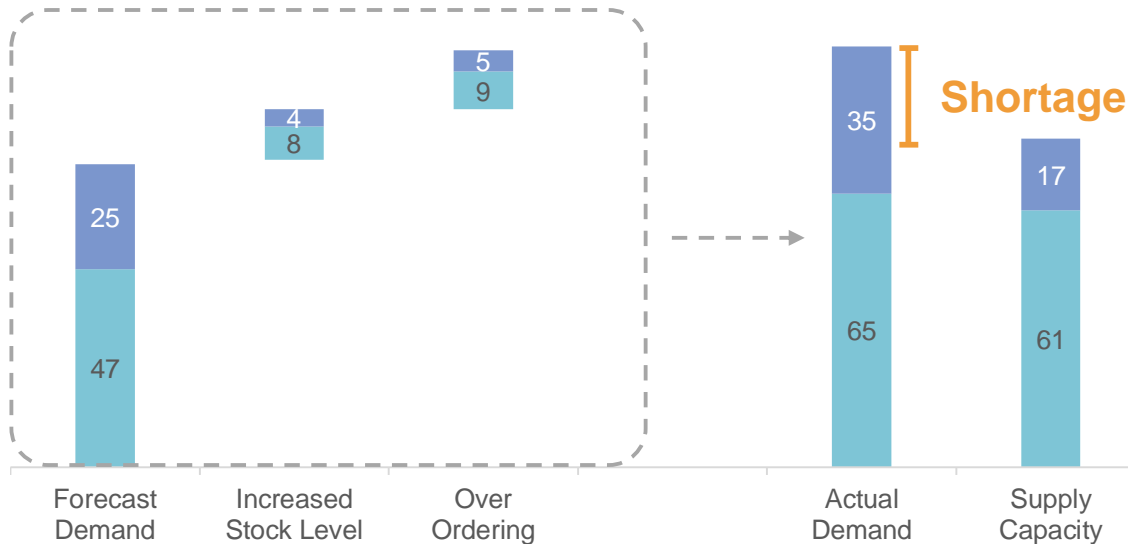 5
9
4
8
25
47
35
65
Shortage
17
61
Forecast
Demand
Increased
Stock Level
Over
Ordering
Actual
Demand
Supply
Capacity